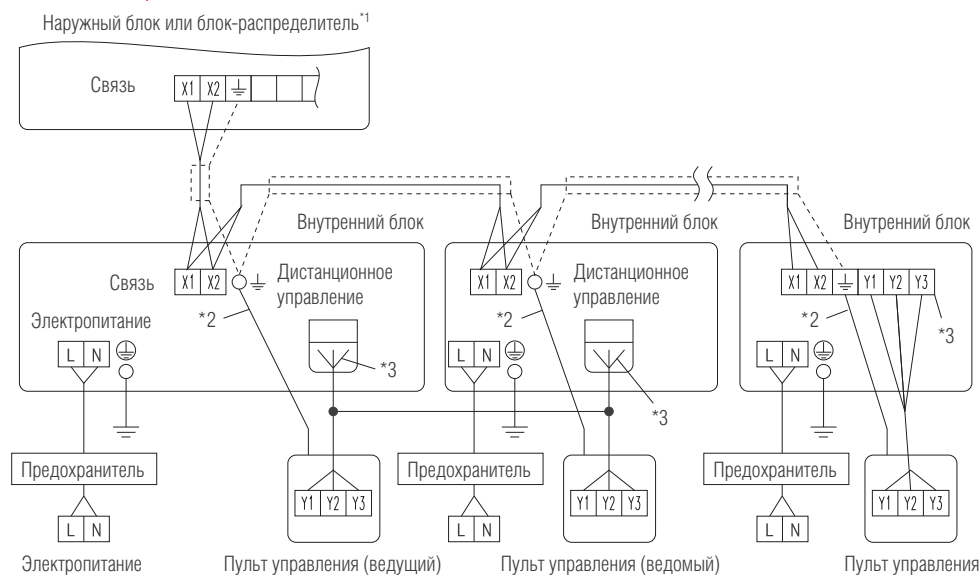 Наружный блок или блок-распределитель*1
Связь
X1 X2
Внутренний блок
Внутренний блок
Внутренний блок
Связь
X1 X2
Дистанционное
управление
X1 X2
Дистанционное
управление
X1 X2 Y1 Y2 Y3
Электропитание
*2
*2
*2
*3
L N
*3
L N
*3
L N
Предохранитель
Y1 Y2 Y3
Предохранитель
Y1 Y2 Y3
Предохранитель
Y1 Y2 Y3
L N
L N
L N
Электропитание
Пульт управления (ведущий)
Пульт управления (ведомый)
Пульт управления